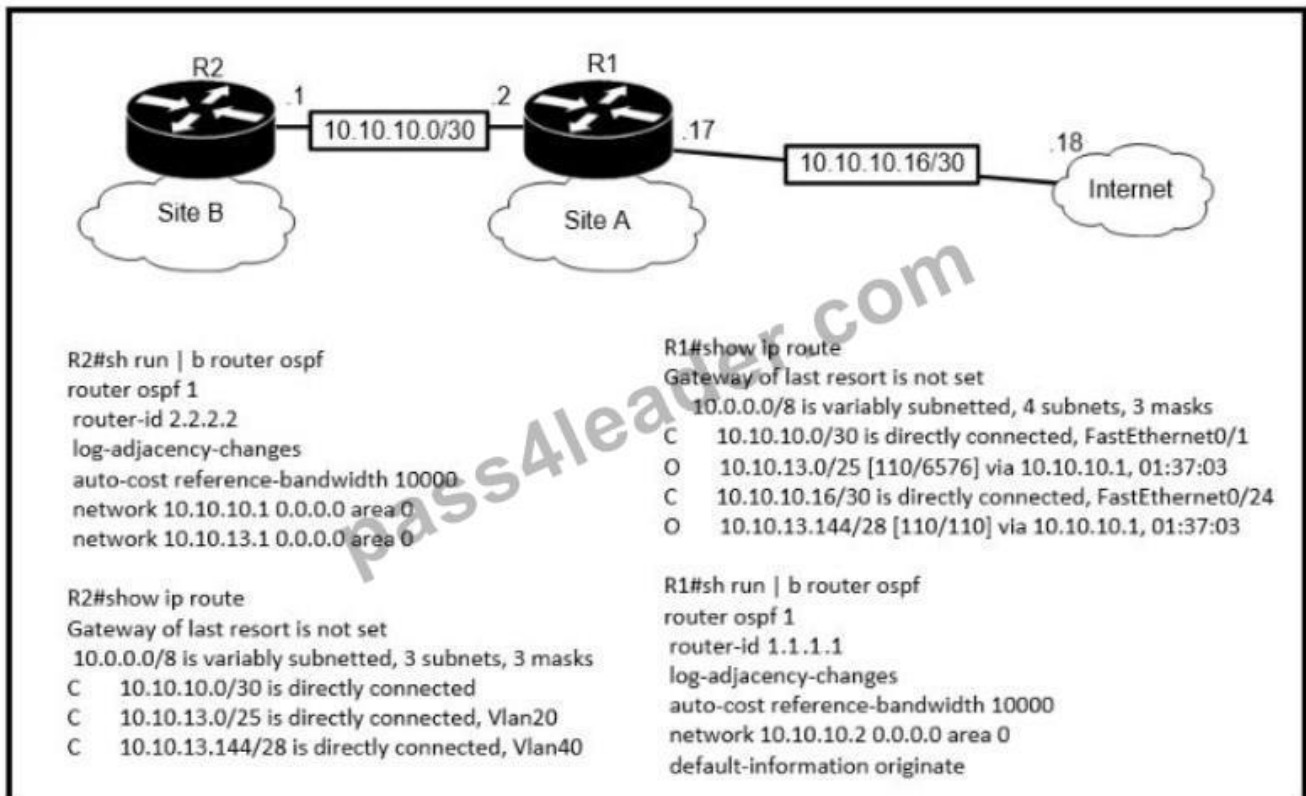 R2
R1
.1
.2
10.10.10.0/30
.17
10.10.10.16/30
.18
Internet
Site B
Site A
pass4leader.com
R2#sh run | b router ospf
router ospf 1
router-id 2.2.2.2
log-adjacency-changes
auto-cost reference-bandwidth 10000
network 10.10.10.1 0.0.0.0 area 0
network 10.10.13.1 0.0.0.0 area 0
R2#show ip route
Gateway of last resort is not set
10.0.0.0/8 is variably subnetted, 3 subnets, 3 masks
C 10.10.10.0/30 is directly connected
C 10.10.13.0/25 is directly connected, Vlan20
C 10.10.13.144/28 is directly connected, Vlan40
R1#show ip route
Gateway of last resort is not set
10.0.0.0/8 is variably subnetted, 4 subnets, 3 masks
C 10.10.10.0/30 is directly connected, FastEthernet0/1
O 10.10.13.0/25 [110/6576] via 10.10.10.1, 01:37:03
C 10.10.10.16/30 is directly connected, FastEthernet0/24
O 10.10.13.144/28 [110/110] via 10.10.10.1, 01:37:03
R1#sh run | b router ospf
router ospf 1
router-id 1.1.1.1
log-adjacency-changes
auto-cost reference-bandwidth 10000
network 10.10.10.2 0.0.0.0 area 0
default-information originate